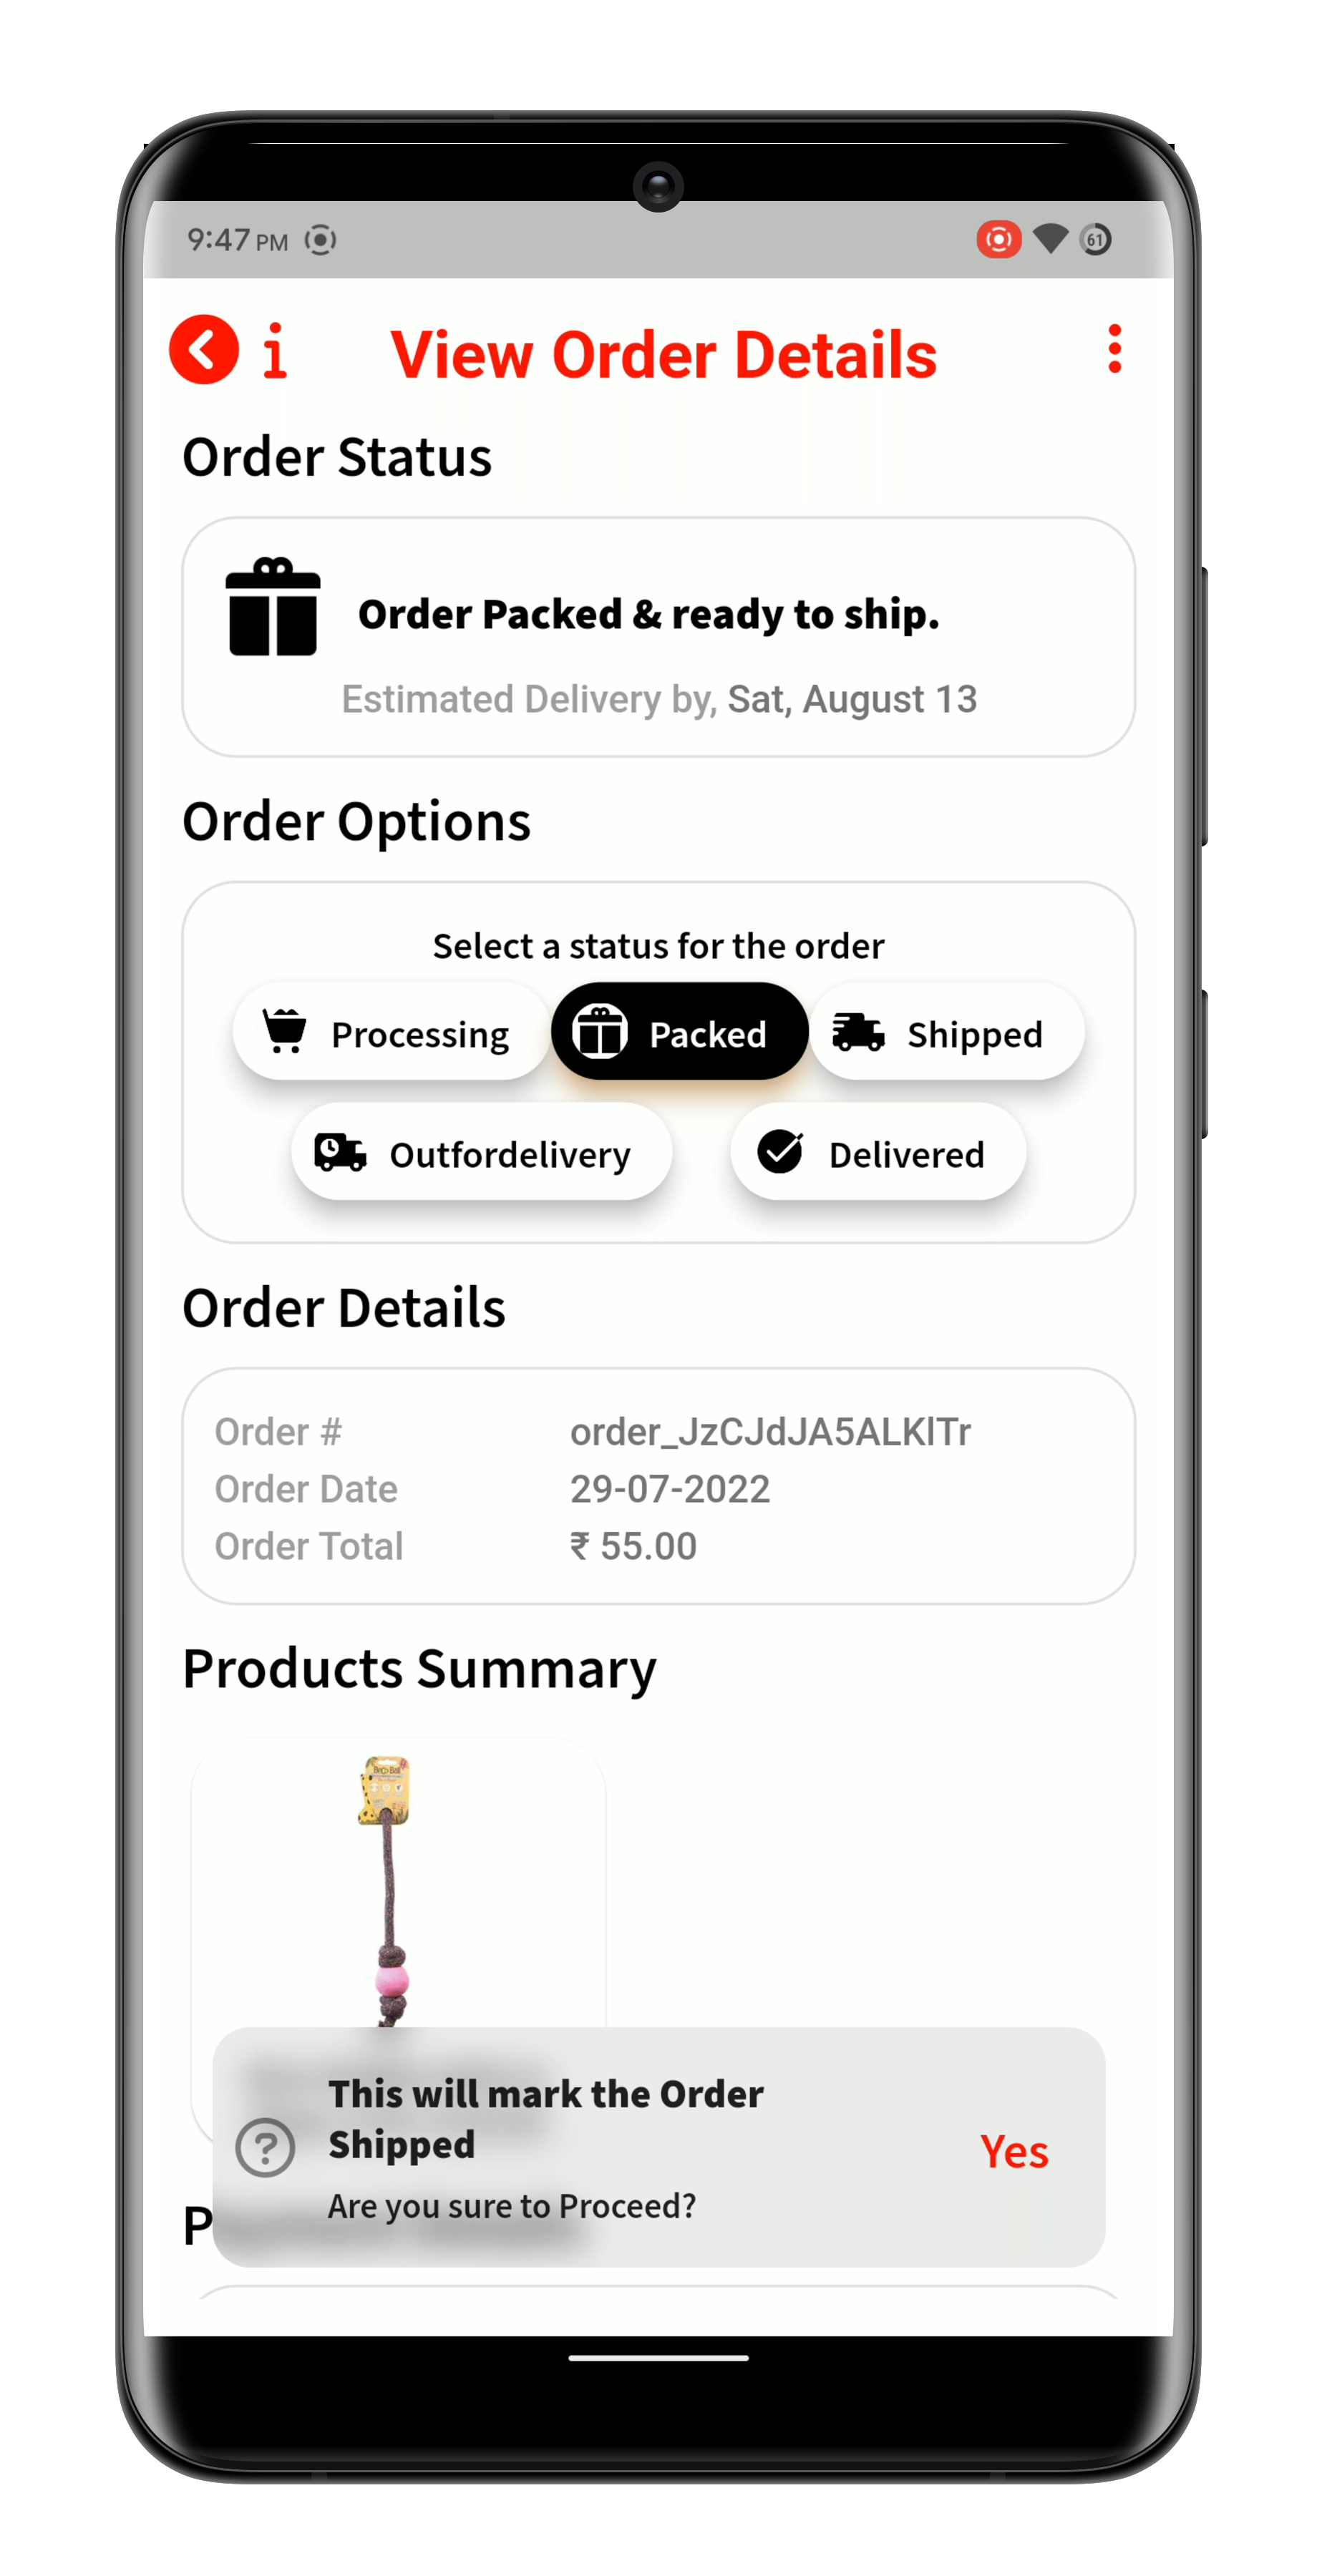 9:47 PM
61
View Order Details
Order Status
Order Packed & ready to ship.
Estimated Delivery by, Sat, August 13
Order Options
Select a status for the order
Processing
Packed
Shipped
Outfordelivery
Delivered
Order Details
Order # order_JzCJdJA5ALKlTr
Order Date 29-07-2022
Order Total ₹ 55.00
Products Summary
This will mark the Order
Shipped
Are you sure to Proceed?
Yes